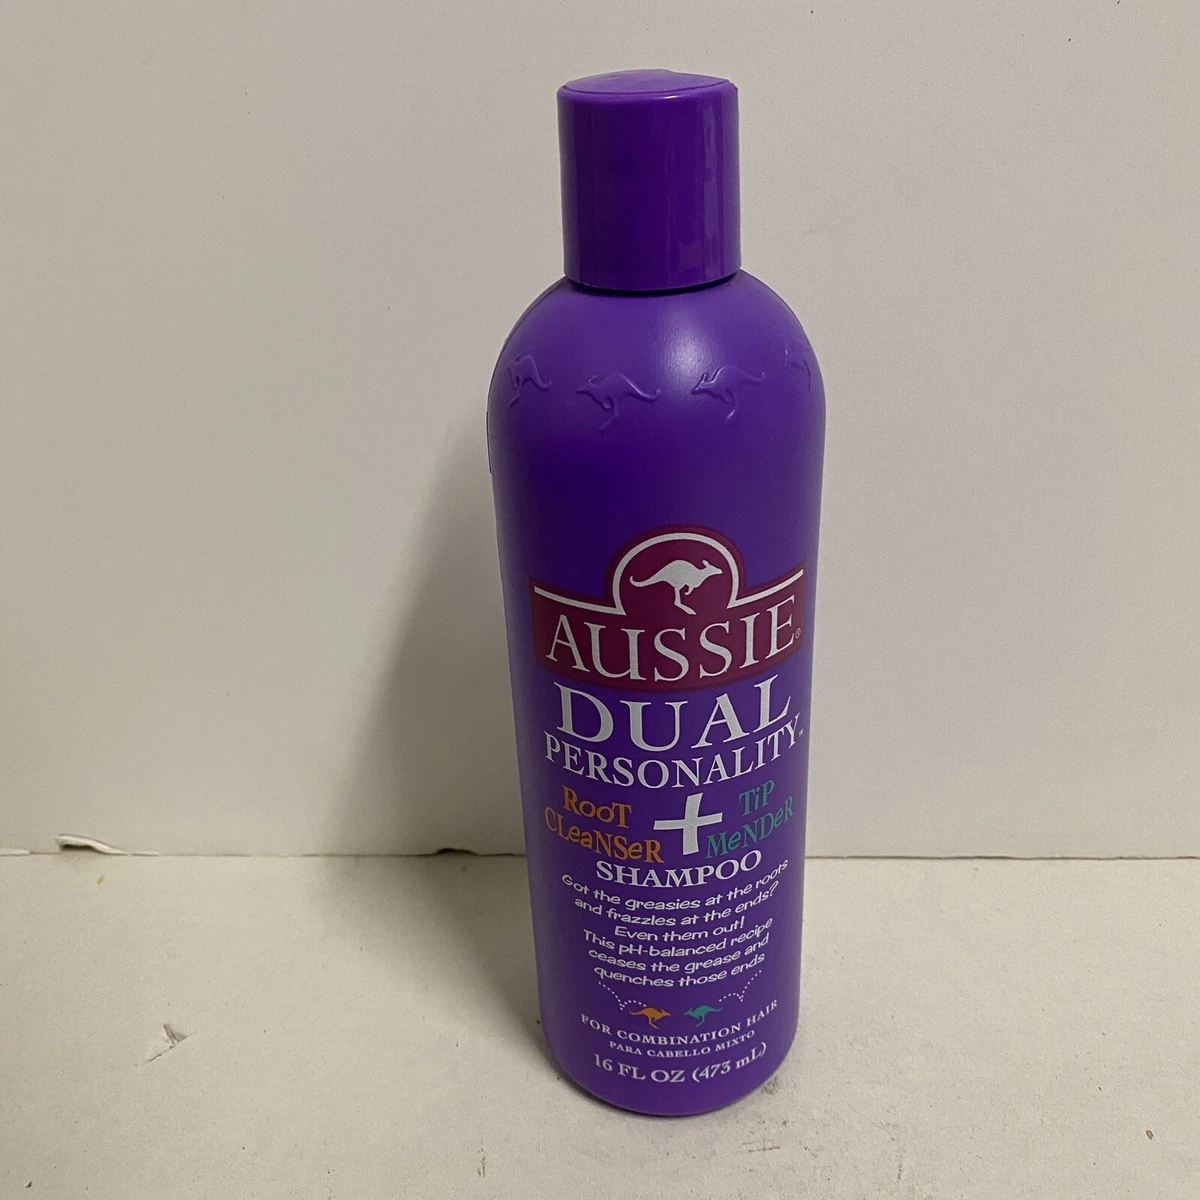 AUSSIE®
DUAL
PERSONALITY™
ROOT CLEANSER + TIP MENDER
SHAMPOO
Got the greasies at the roots
and frazzles at the ends?
Even them out!
This pH-balanced recipe
ceases the grease and
quenches those ends
FOR COMBINATION HAIR
PARA CABELLO MIXTO
16 FL OZ (473 mL)